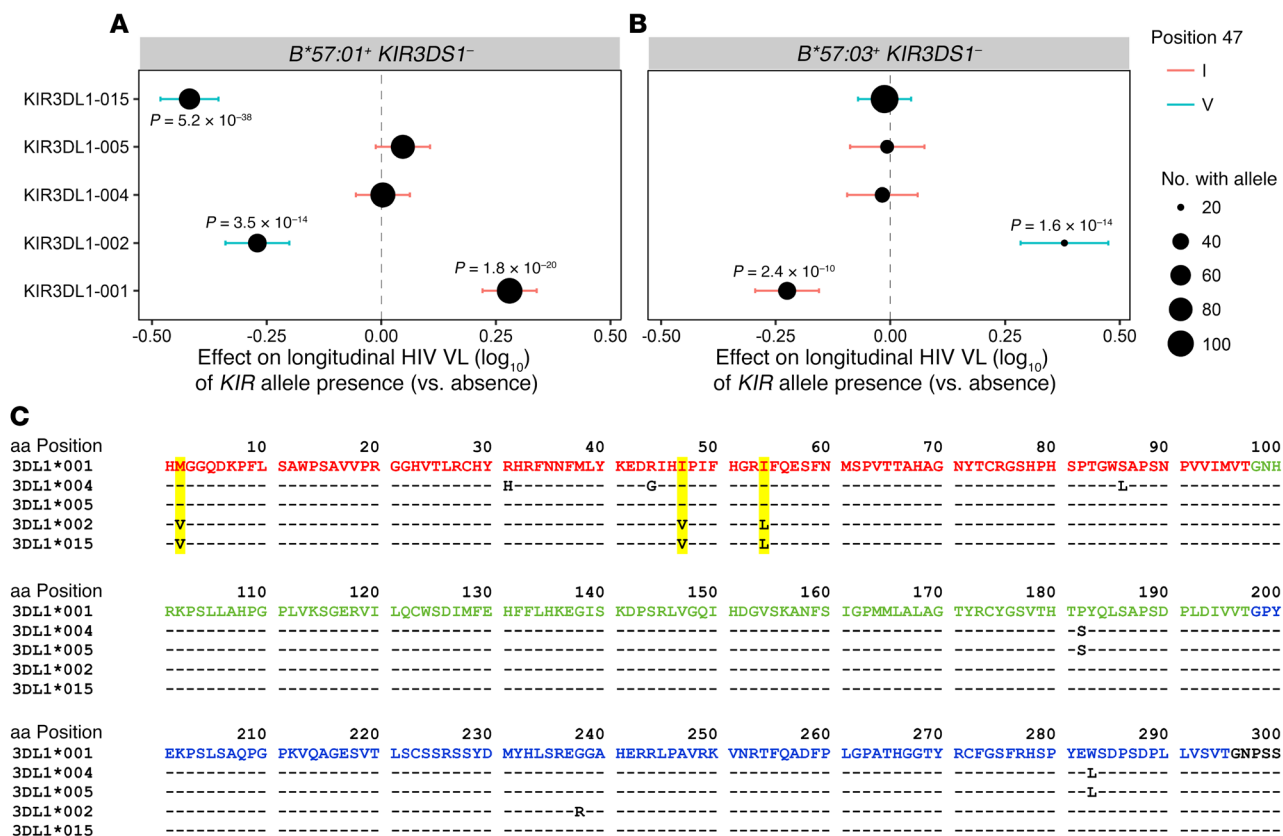 A
B*57:01⁺ KIR3DS1⁻
KIR3DL1-015
P = 5.2 × 10⁻³⁸
KIR3DL1-005
KIR3DL1-004
KIR3DL1-002
P = 3.5 × 10⁻¹⁴
KIR3DL1-001
P = 1.8 × 10⁻²⁰
-0.50 -0.25 0.00 0.25 0.50
Effect on longitudinal HIV VL (log₁₀)
of KIR allele presence (vs. absence)
B
B*57:03⁺ KIR3DS1⁻
P = 1.6 × 10⁻¹⁴
P = 2.4 × 10⁻¹⁰
-0.50 -0.25 0.00 0.25 0.50
Effect on longitudinal HIV VL (log₁₀)
of KIR allele presence (vs. absence)
Position 47
I
V
No. with allele
20
40
60
80
100
C
aa Position 10 20 30 40 50 60 70 80 90 100
3DL1*001 HMGGQDKPFL SAWPSAVVPR GGHVTLRCHY RHRFNNFMLY KEDRIHIPIF HGRIFQESFN MSPVTTAHAG NYTCRGSHPH SPTGWSAPSN PVVIMVTGNH
3DL1*004 ---------- ---------- ---------- H--------- ---G------ ---------- ---------- ---------- -----L---- ----------
3DL1*005 ---------- ---------- ---------- ---------- ---------- ---------- ---------- ---------- ---------- ----------
3DL1*002 -V-------- ---------- ---------- ---------- ------V--- ---L------ ---------- ---------- ---------- ----------
3DL1*015 -V-------- ---------- ---------- ---------- ------V--- ---L------ ---------- ---------- ---------- ----------
aa Position 110 120 130 140 150 160 170 180 190 200
3DL1*001 RKPSLLAHPG PLVKSGERVI LQCWSDIMFE HFFLHKEGIS KDPSRLVGQI HDGVSKANFS IGPMMLALAG TYRCYGSVTH TPYQLSAPSD PLDIVVTGPY
3DL1*004 ---------- ---------- ---------- ---------- ---------- ---------- ---------- ---------- -S-------- ----------
3DL1*005 ---------- ---------- ---------- ---------- ---------- ---------- ---------- ---------- -S-------- ----------
3DL1*002 ---------- ---------- ---------- ---------- ---------- ---------- ---------- ---------- ---------- ----------
3DL1*015 ---------- ---------- ---------- ---------- ---------- ---------- ---------- ---------- ---------- ----------
aa Position 210 220 230 240 250 260 270 280 290 300
3DL1*001 EKPSLSAQPG PKVQAGESVT LSCSSRSSYD MYHLSREGGA HERRLPAVRK VNRTFQADFP LGPATHGGTY RCFGSFRHSP YEWSDPSDPL LVSVTGNPSS
3DL1*004 ---------- ---------- ---------- ---------- ---------- ---------- ---------- ---------- --L------- ----------
3DL1*005 ---------- ---------- ---------- ---------- ---------- ---------- ---------- ---------- --L------- ----------
3DL1*002 ---------- ---------- ---------- -------R-- ---------- ---------- ---------- ---------- ---------- ----------
3DL1*015 ---------- ---------- ---------- ---------- ---------- ---------- ---------- ---------- ---------- ----------